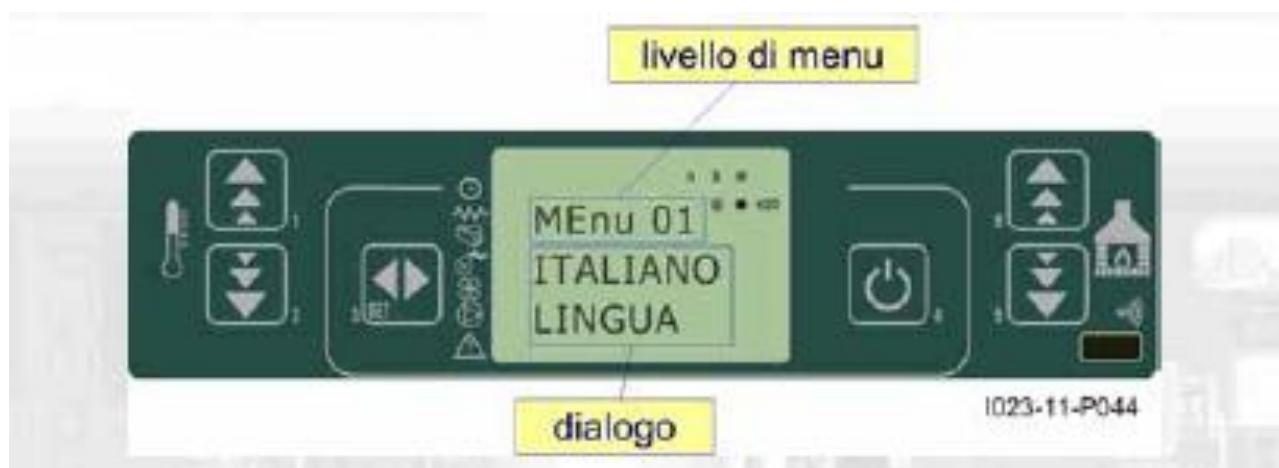 livello di menu
MEnu 01
ITALIANO
LINGUA
SET
dialogo
I023-11-P044